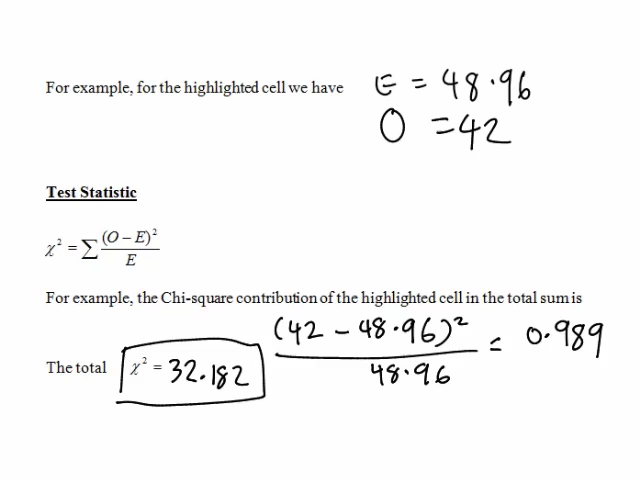 For example, for the highlighted cell we have E = 48.96
O = 42
Test Statistic
χ² = ∑ (O − E)² / E
For example, the Chi-square contribution of the highlighted cell in the total sum is
(42 − 48.96)² / 48.96 = 0.989
The total χ² = 32.182